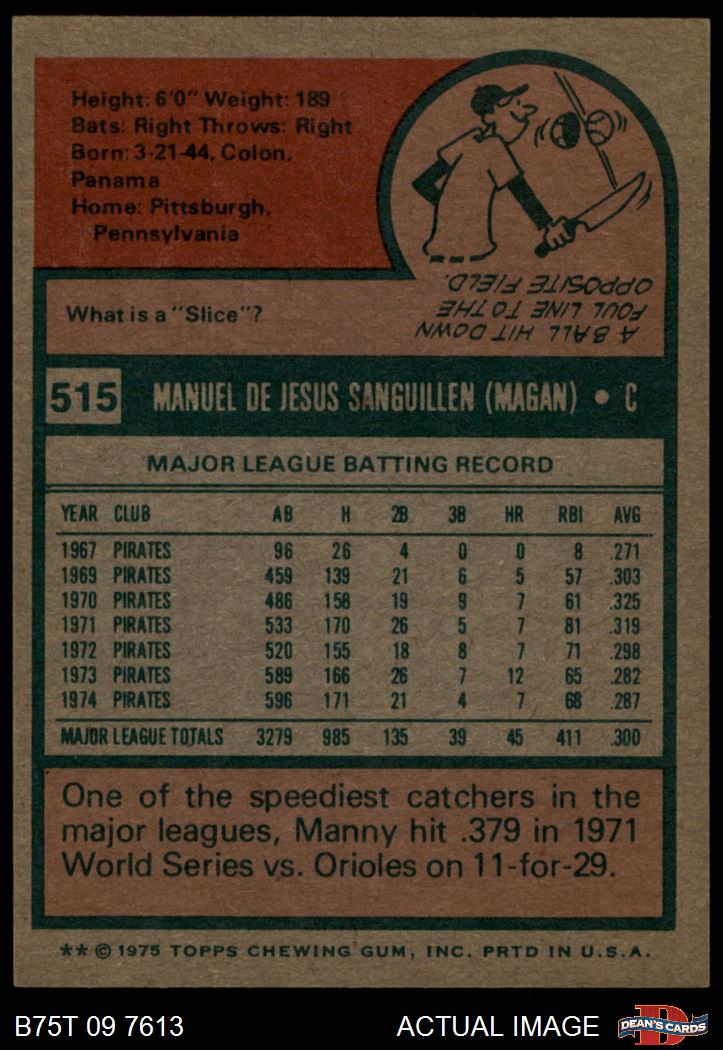 Height: 6'0" Weight: 189
Bats: Right Throws: Right
Born: 3-21-44, Colon,
Panama
Home: Pittsburgh,
Pennsylvania
What is a "Slice"?
A BALL HIT DOWN
FOUL LINE TO THE
OPPOSITE FIELD.
515 MANUEL DE JESUS SANGUILLEN (MAGAN) • C
MAJOR LEAGUE BATTING RECORD
YEAR CLUB AB H 2B 3B HR RBI AVG
1967 PIRATES 96 26 4 0 0 8 .271
1969 PIRATES 459 139 21 6 5 57 .303
1970 PIRATES 486 158 19 9 7 61 .325
1971 PIRATES 533 170 26 5 7 81 .319
1972 PIRATES 520 155 18 8 7 71 .298
1973 PIRATES 589 166 26 7 12 65 .282
1974 PIRATES 596 171 21 4 7 68 .287
MAJOR LEAGUE TOTALS 3279 985 135 39 45 411 .300
One of the speediest catchers in the
major leagues, Manny hit .379 in 1971
World Series vs. Orioles on 11-for-29.
** © 1975 TOPPS CHEWING GUM, INC. PRTD IN U.S.A.
B75T 09 7613 ACTUAL IMAGE
D
DEAN'S CARDS